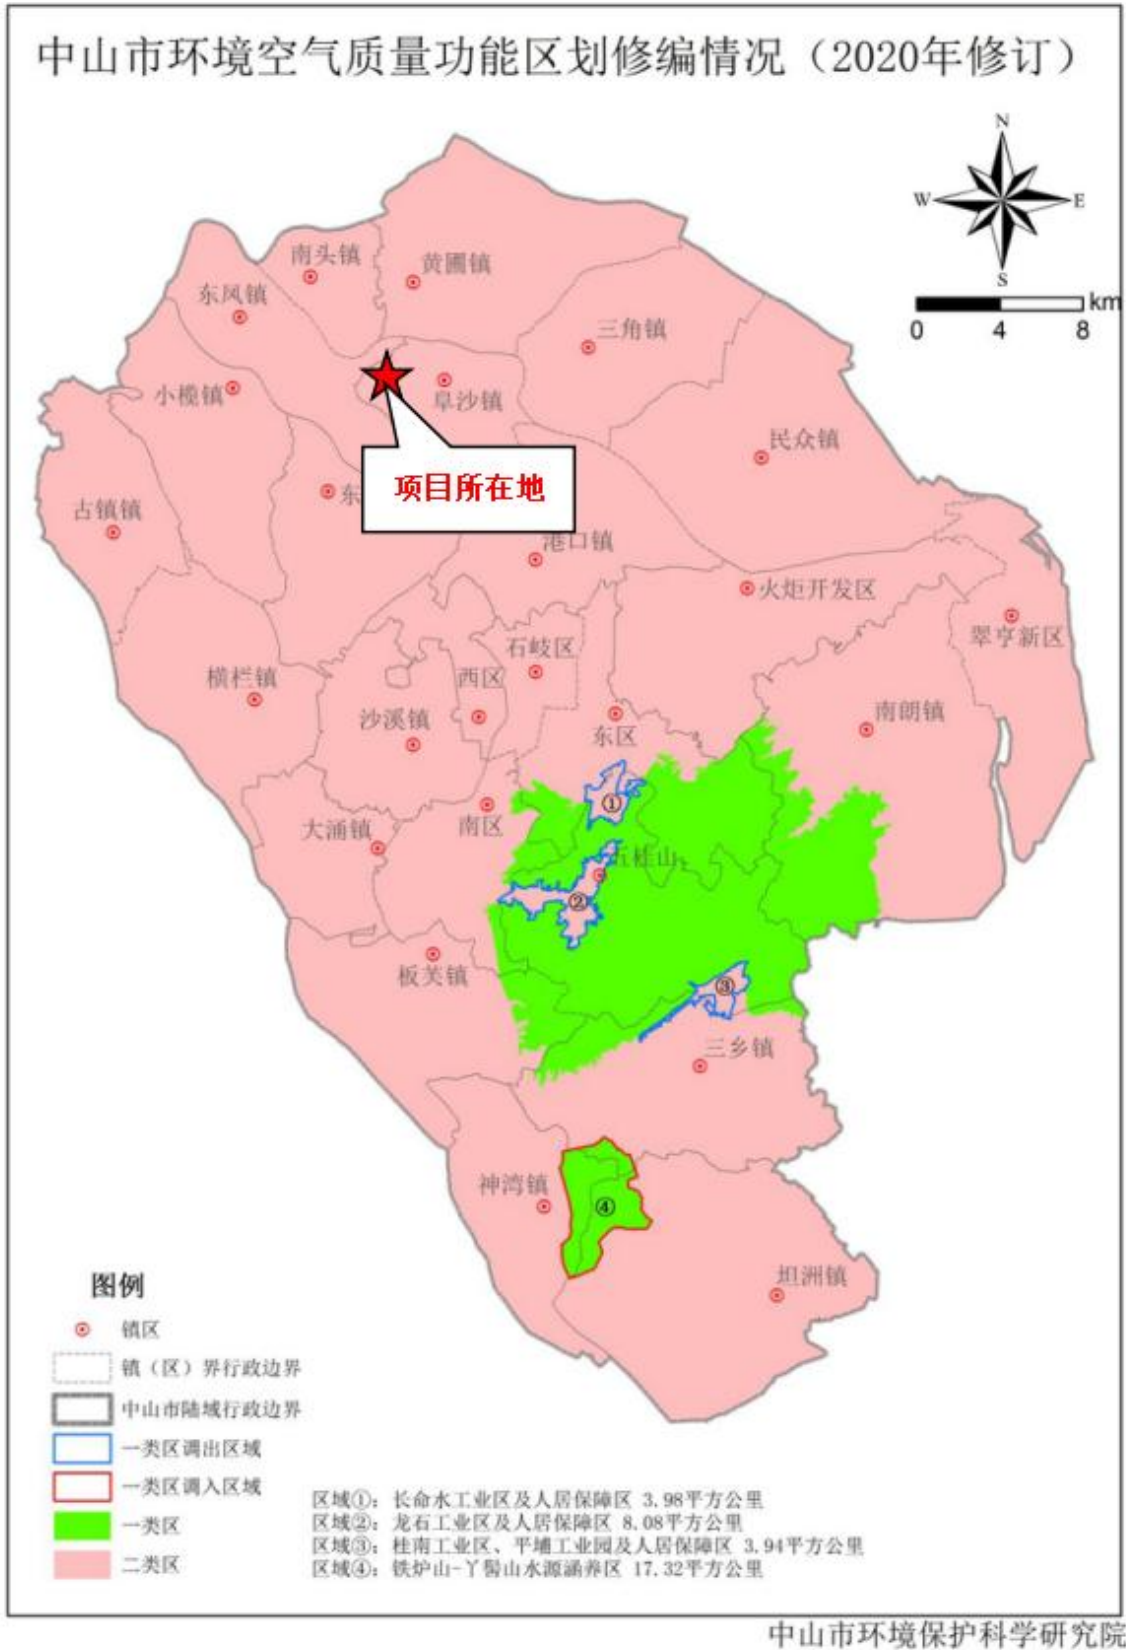 中山市环境空气质量功能区划修编情况（2020年修订）
N
W
E
S
km
0 4 8
南头镇
黄圃镇
东凤镇
三角镇
小榄镇
阜沙镇
民众镇
项目所在地
东
古镇镇
港口镇
火炬开发区
翠亨新区
石岐区
横栏镇
西区
沙溪镇
南朗镇
东区
①
大涌镇
南区
五桂山
②
板芙镇
③
三乡镇
神湾镇
④
坦洲镇
图例
镇区
镇（区）界行政边界
中山市陆域行政边界
一类区调出区域
一类区调入区域
一类区
二类区
区域①：长命水工业区及人居保障区 3.98平方公里
区域②：龙石工业区及人居保障区 8.08平方公里
区域③：桂南工业区、平埔工业园及人居保障区 3.94平方公里
区域④：铁炉山-丫髻山水源涵养区 17.32平方公里
中山市环境保护科学研究院